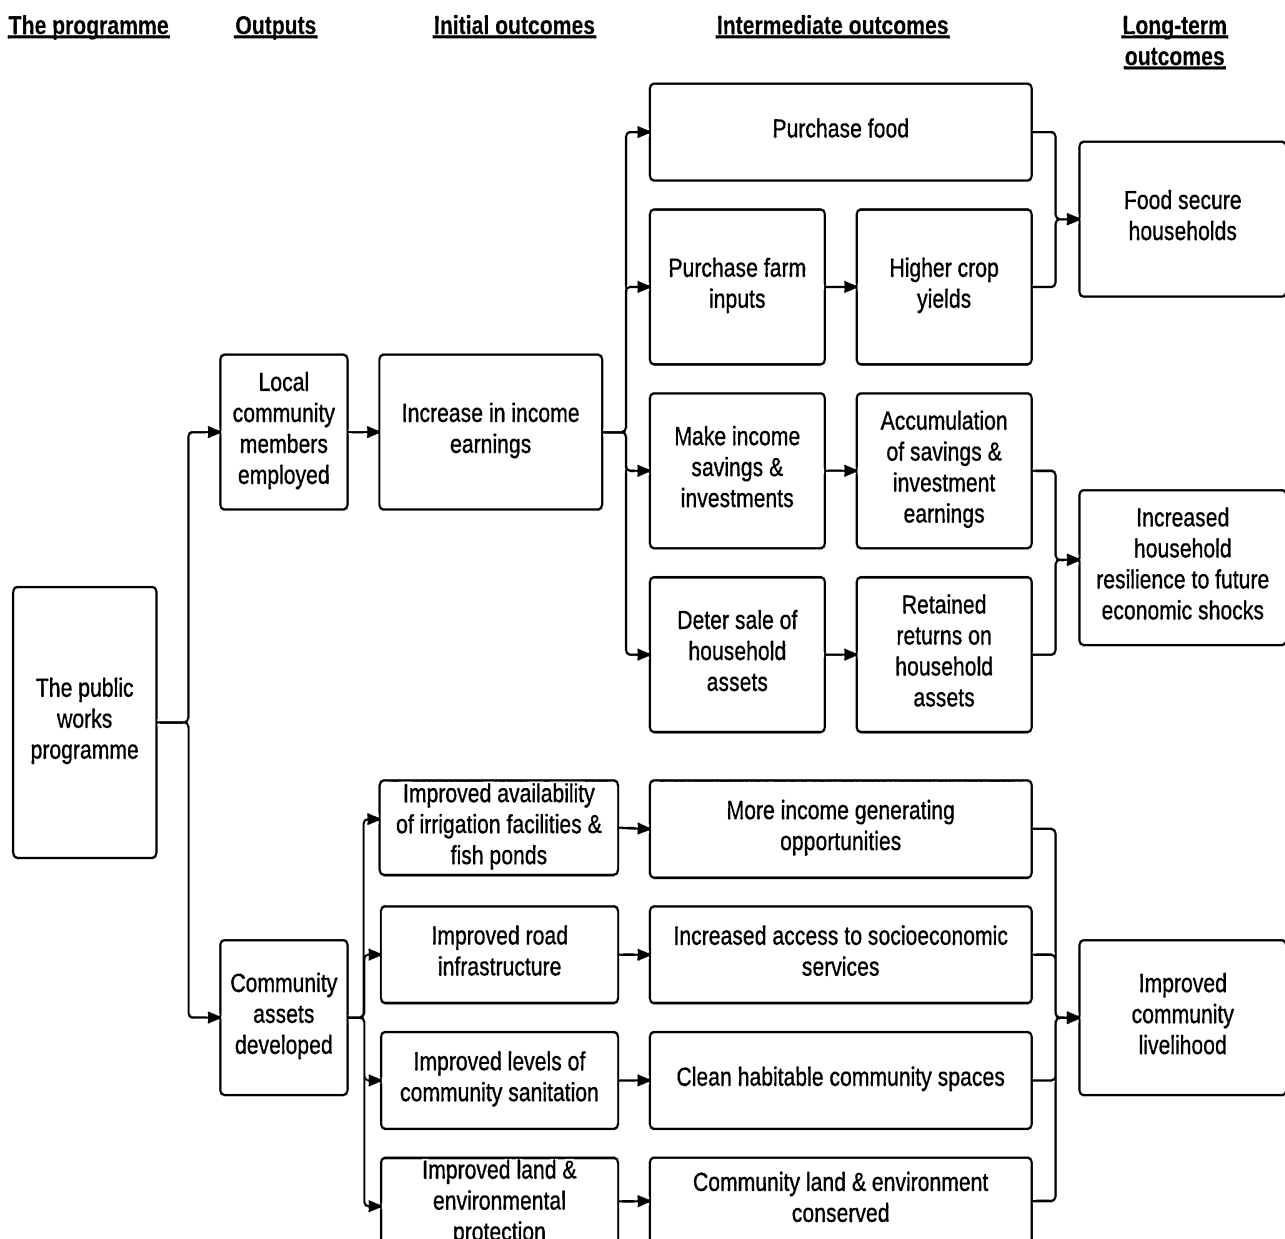 The programme
Outputs
Initial outcomes
Intermediate outcomes
Long-term
outcomes
Purchase food
Food secure
households
Purchase farm
inputs
Higher crop
yields
Local
community
members
employed
Increase in income
earnings
Make income
savings &
investments
Accumulation
of savings &
investment
earnings
Increased
household
resilience to future
economic shocks
Deter sale of
household
assets
Retained
returns on
household
assets
The public
works
programme
Improved availability
of irrigation facilities &
fish ponds
More income generating
opportunities
Improved road
infrastructure
Increased access to socioeconomic
services
Community
assets
developed
Improved
community
livelihood
Improved levels of
community sanitation
Clean habitable community spaces
Improved land &
environmental
protection
Community land & environment
conserved